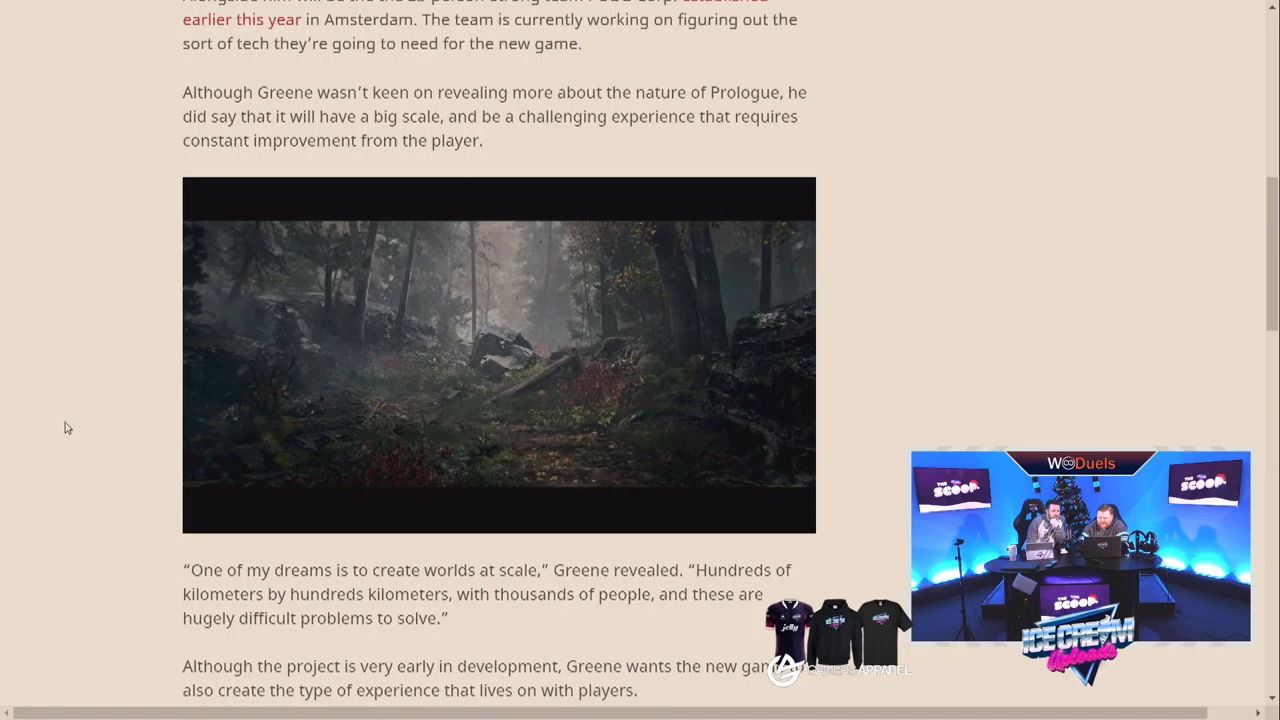 earlier this year in Amsterdam. The team is currently working on figuring out the
sort of tech they’re going to need for the new game.
Although Greene wasn’t keen on revealing more about the nature of Prologue, he
did say that it will have a big scale, and be a challenging experience that requires
constant improvement from the player.
“One of my dreams is to create worlds at scale,” Greene revealed. “Hundreds of
kilometers by hundreds kilometers, with thousands of people, and these are
hugely difficult problems to solve.”
Although the project is very early in development, Greene wants the new
also create the type of experience that lives on with players.
Duels
THE SCOOP
THE SCOOP
THE SCOOP
ICE CREAM
Uploads
jelly
GAMERS APPAREL